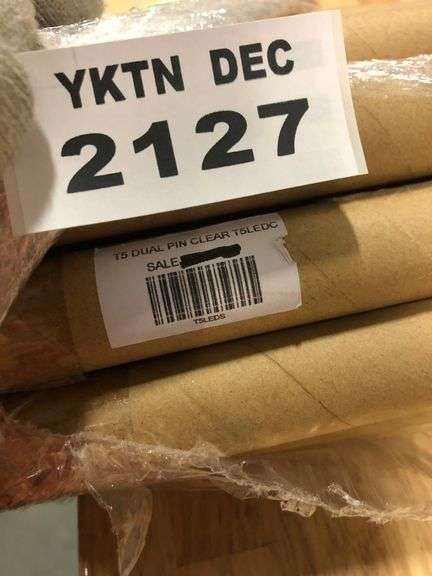 YKTN DEC
2127
T5 DUAL PIN CLEAR T5LEDC
SALE
T5LEDS